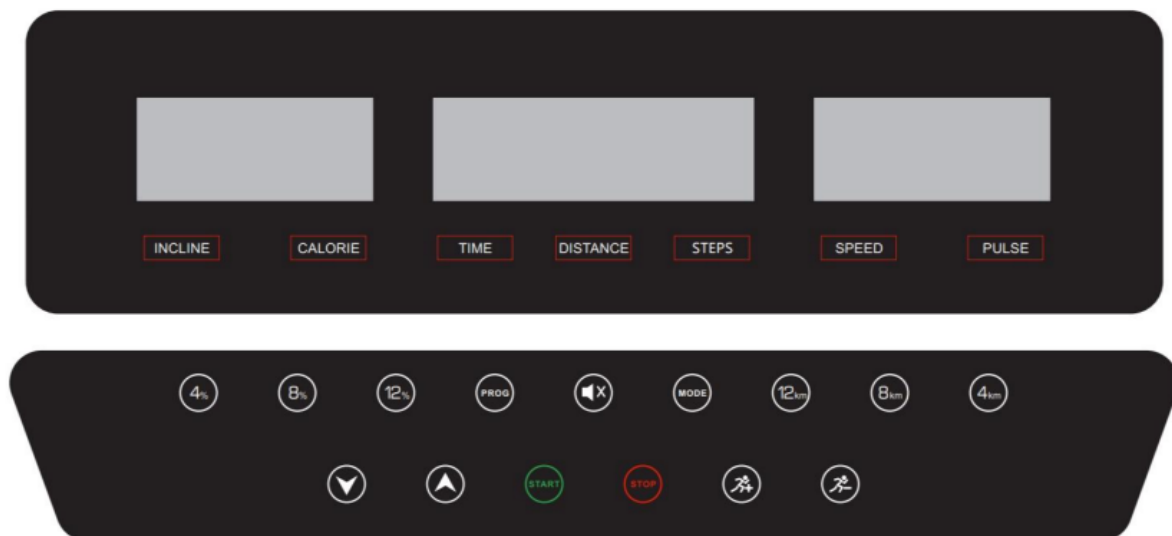 INCLINE CALORIE TIME DISTANCE STEPS SPEED PULSE
4% 8% 12% PROG X MODE 12km 8km 4km
START STOP